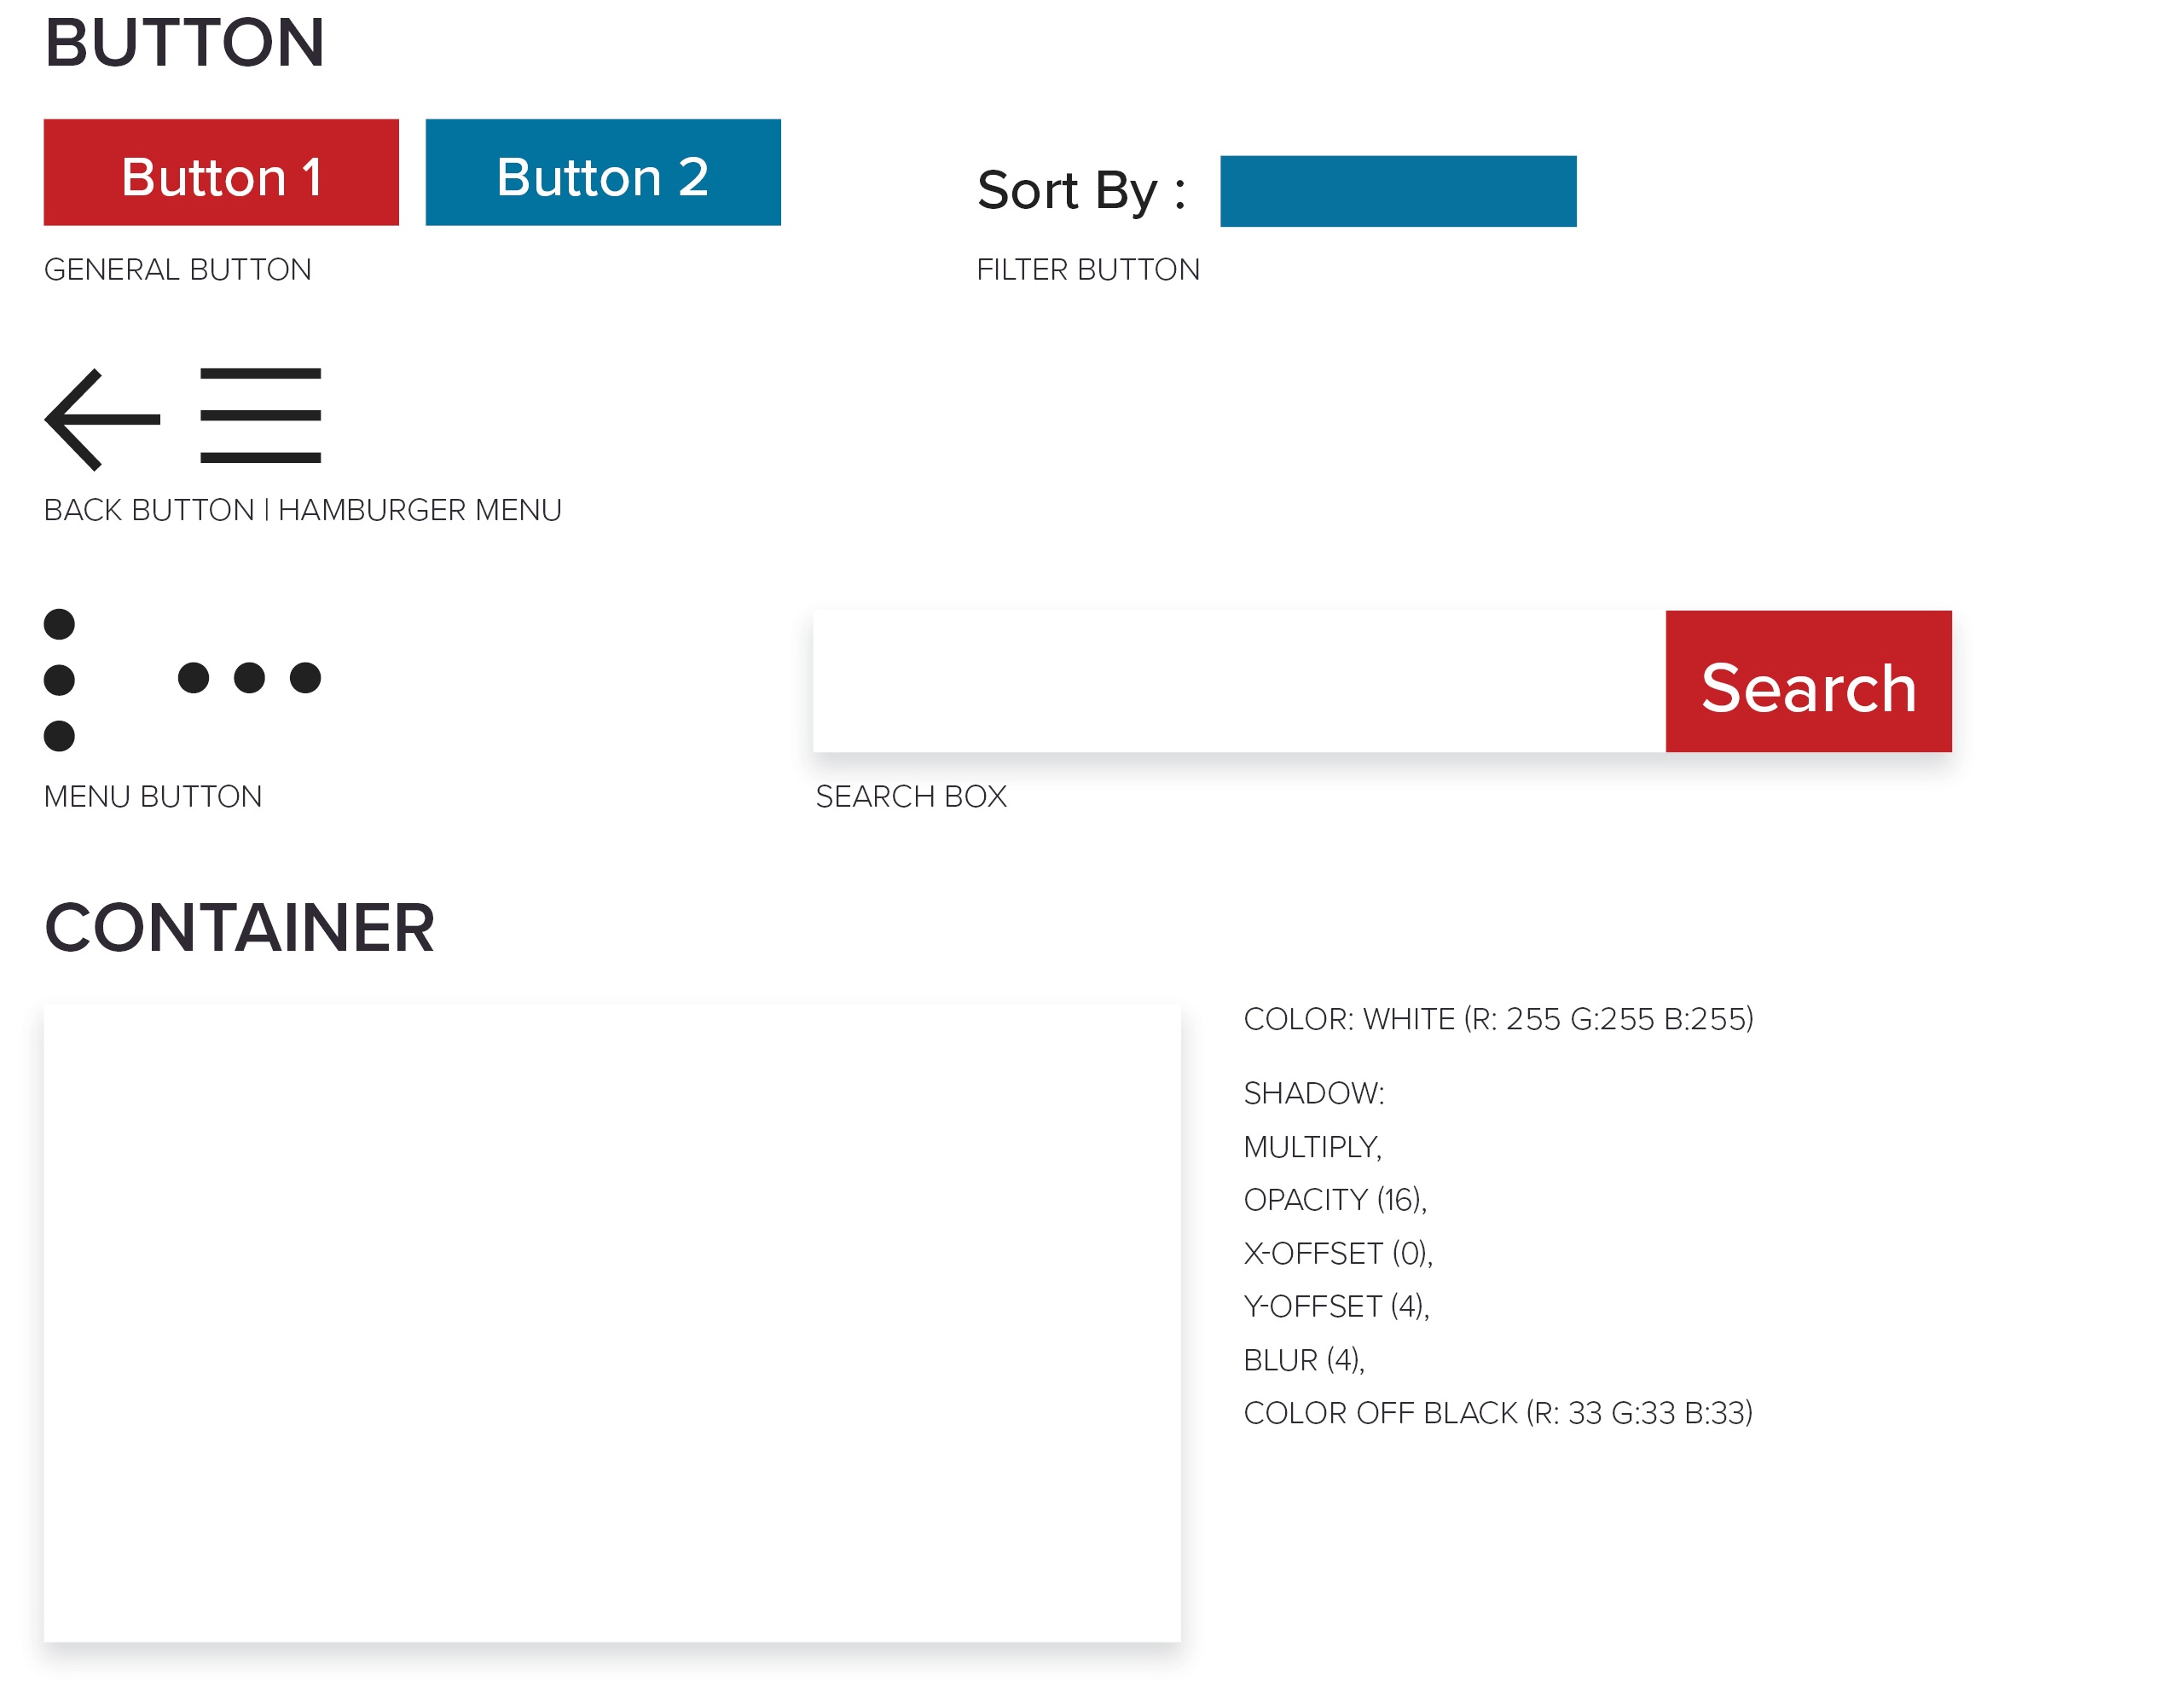 BUTTON
Button 1
Button 2
Sort By :
GENERAL BUTTON
FILTER BUTTON
BACK BUTTON | HAMBURGER MENU
Search
MENU BUTTON
SEARCH BOX
CONTAINER
COLOR: WHITE (R: 255 G:255 B:255)
SHADOW:
MULTIPLY,
OPACITY (16),
X-OFFSET (0),
Y-OFFSET (4),
BLUR (4),
COLOR OFF BLACK (R: 33 G:33 B:33)